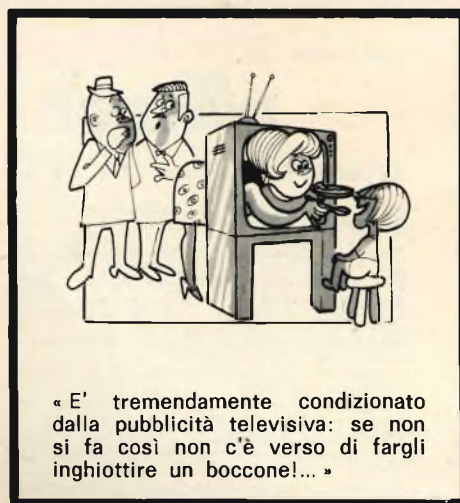 « E' tremendamente condizionato
dalla pubblicità televisiva: se non
si fa così non c'è verso di fargli
inghiottire un boccone!... »